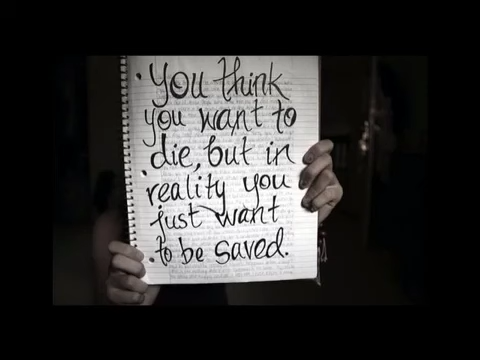 You think
you want to
die, but in
reality you
just want
to be saved.